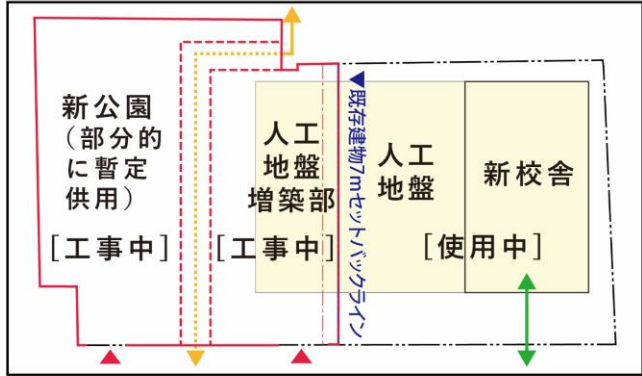 新公園
（部分的
に暫定
供用）
［工事中］
人工
地盤
増築部
［工事中］
▼既存建物7mセットバックライン
人工
地盤
新校舎
［使用中］